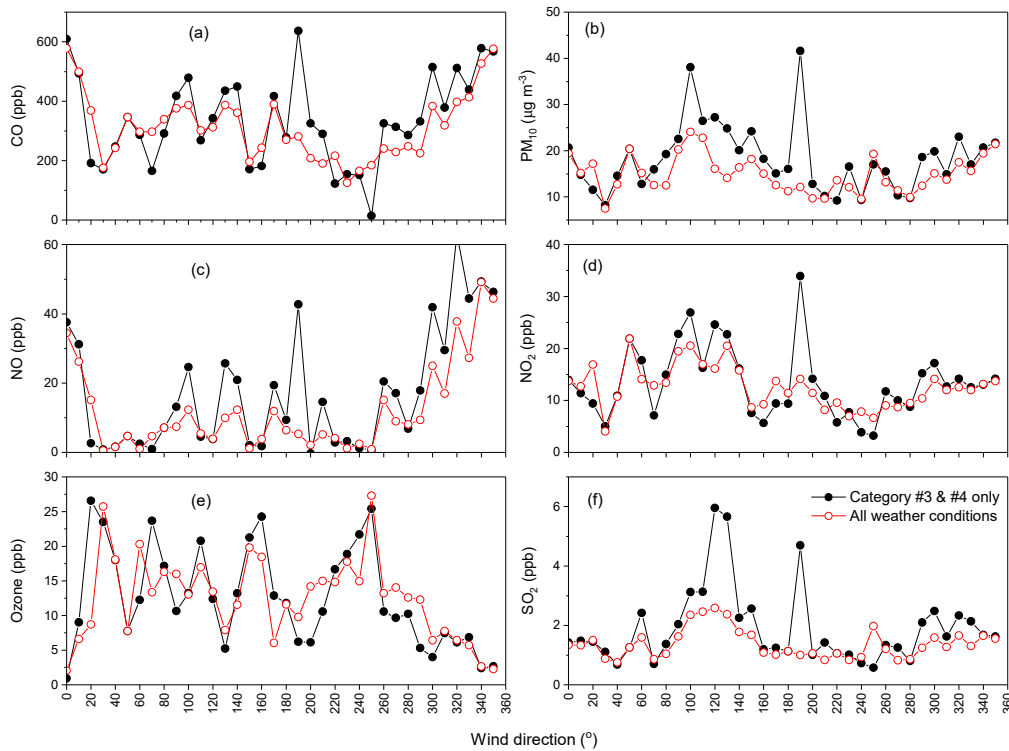 (a)
CO (ppb)
600
400
200
0
(b)
PM10 (µg m-3)
50
40
30
20
10
(c)
NO (ppb)
60
40
20
0
(d)
NO2 (ppb)
40
30
20
10
0
(e)
Ozone (ppb)
30
25
20
15
10
5
0
0 20 40 60 80 100 120 140 160 180 200 220 240 260 280 300 320 340 360
(f)
Category #3 & #4 only
All weather conditions
SO2 (ppb)
6
4
2
0
0 20 40 60 80 100 120 140 160 180 200 220 240 260 280 300 320 340 360
Wind direction (o)